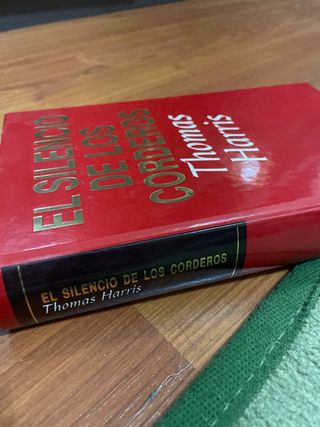 EL SILENCIO
DE LOS
CORDEROS
Thomas
Harris
EL SILENCIO DE LOS CORDEROS
Thomas Harris